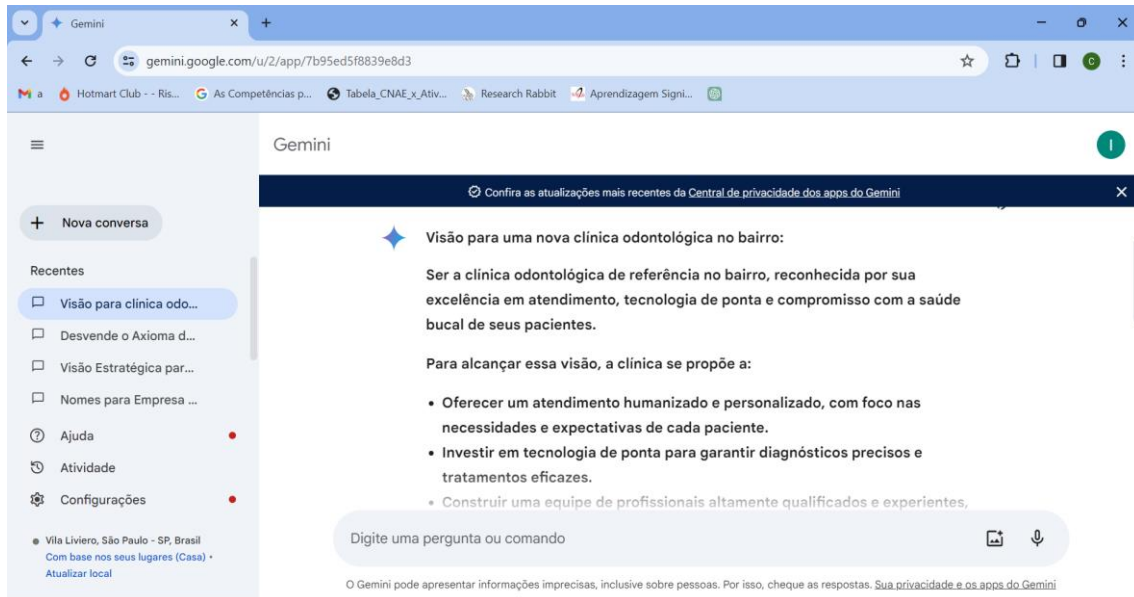 Gemini
gemini.google.com/u/2/app/7b95ed5f8839e8d3
a
Hotmart Club - - Ris...
As Competências p...
Tabela_CNAE_x_Ativ...
Research Rabbit
Aprendizagem Signi...
C
Gemini
I
Confira as atualizações mais recentes da Central de privacidade dos apps do Gemini
Nova conversa
Recentes
Visão para clínica odo...
Desvende o Axioma d...
Visão Estratégica par...
Nomes para Empresa ...
Ajuda
Atividade
Configurações
Vila Liviero, São Paulo - SP, Brasil
Com base nos seus lugares (Casa) •
Atualizar local
Visão para uma nova clínica odontológica no bairro:
Ser a clínica odontológica de referência no bairro, reconhecida por sua
excelência em atendimento, tecnologia de ponta e compromisso com a saúde
bucal de seus pacientes.
Para alcançar essa visão, a clínica se propõe a:
• Oferecer um atendimento humanizado e personalizado, com foco nas
necessidades e expectativas de cada paciente.
• Investir em tecnologia de ponta para garantir diagnósticos precisos e
tratamentos eficazes.
• Construir uma equipe de profissionais altamente qualificados e experientes,
Digite uma pergunta ou comando
O Gemini pode apresentar informações imprecisas, inclusive sobre pessoas. Por isso, cheque as respostas. Sua privacidade e os apps do Gemini